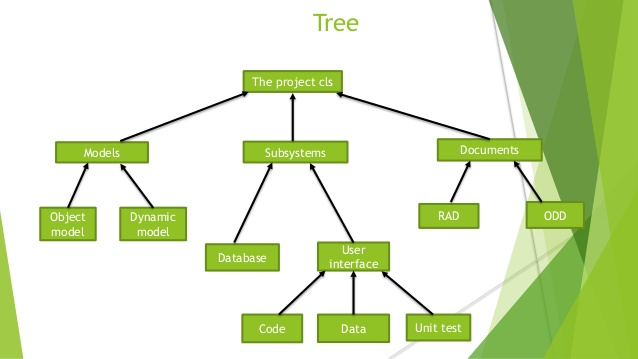 Tree
The project cls
Models
Subsystems
Documents
Object
model
Dynamic
model
RAD
ODD
Database
User
interface
Code
Data
Unit test